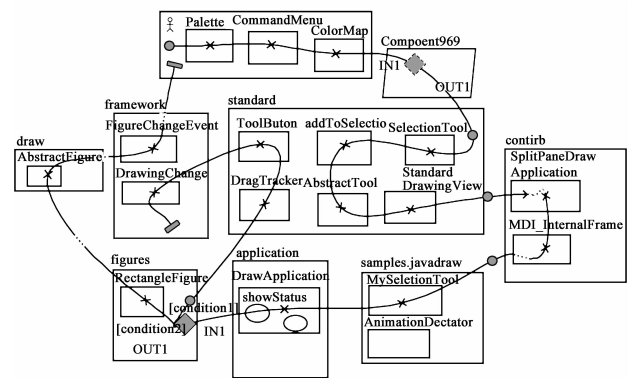 Palette
CommandMenu
ColorMap
Compoent969
IN1
OUT1
framework
FigureChangeEvent
DrawingChange
standard
ToolButon
addToSelectio
SelectionTool
DragTracker
AbstractTool
Standard
DrawingView
draw
AbstractFigure
contirb
SplitPaneDraw
Application
MDI_InternalFrame
figures
RectangleFigure
[condition1]
[condition2]
IN1
OUT1
application
DrawApplication
showStatus
samples.javadraw
MySeletionTool
AnimationDectator